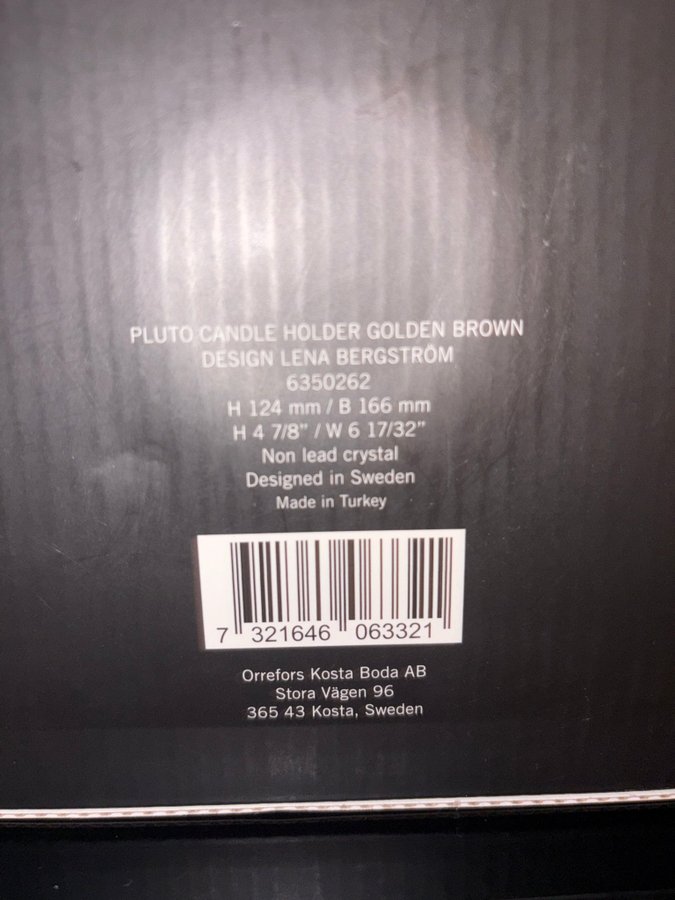 PLUTO CANDLE HOLDER GOLDEN BROWN
DESIGN LENA BERGSTRÖM
6350262
H 124 mm / B 166 mm
H 4 7/8" / W 6 17/32"
Non lead crystal
Designed in Sweden
Made in Turkey
7 321646 063321
Orrefors Kosta Boda AB
Stora Vägen 96
365 43 Kosta, Sweden